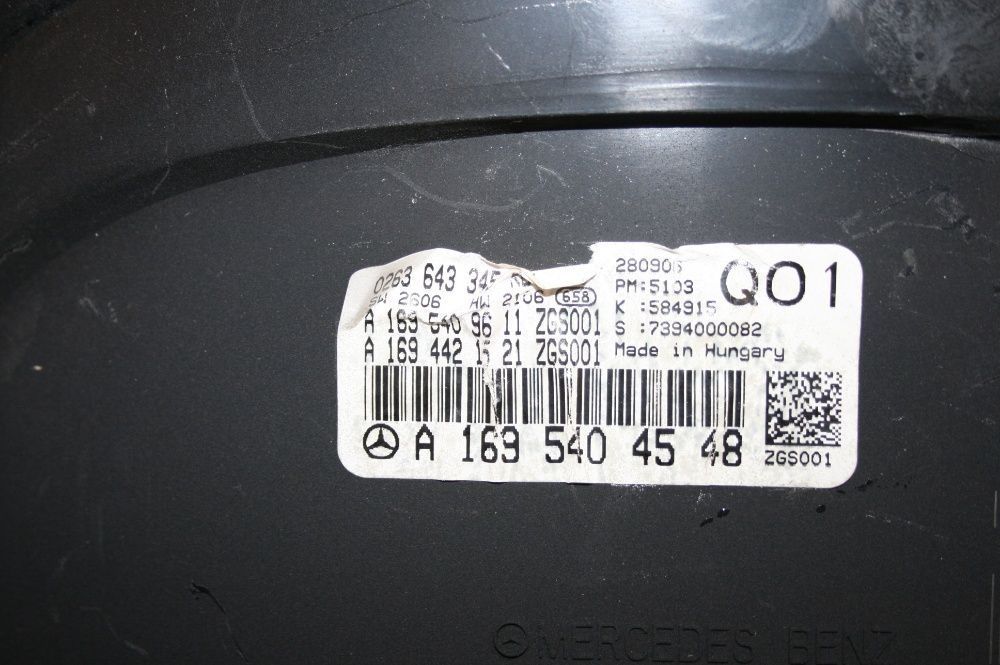 0263 643 345
SW 2606 HW 2106 658
A 169 540 96 11 ZGS001
A 169 442 15 21 ZGS001
280906
PM:5103
K :584915
S :7394000082
Made in Hungary
Q01
A 169 540 45 48
ZGS001
MERCEDES BENZ